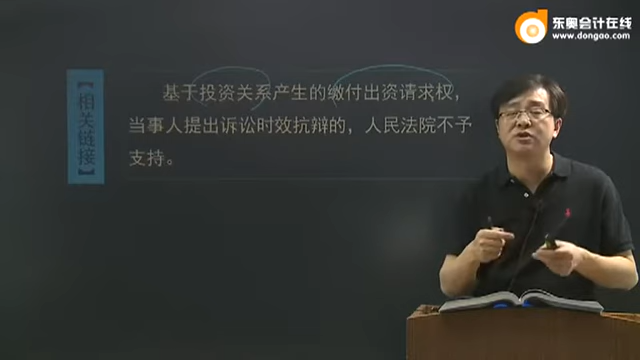 东奥会计在线
www.dongao.com
【相关链接】
基于投资关系产生的缴付出资请求权，
当事人提出诉讼时效抗辩的，人民法院不予
支持。